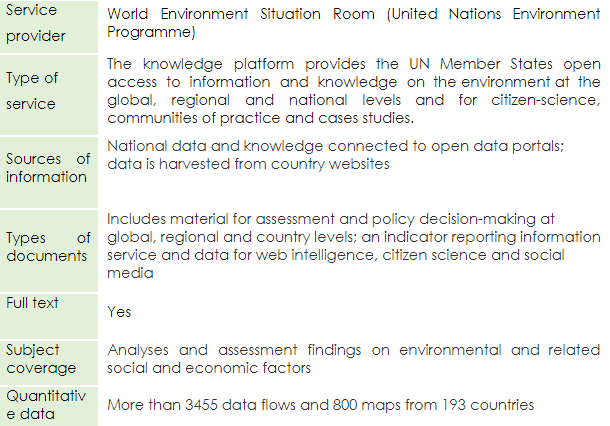 Service provider
World Environment Situation Room (United Nations Environment
Programme)
Type of service
The knowledge platform provides the UN Member States open
access to information and knowledge on the environment at the
global, regional and national levels and for citizen-science,
communities of practice and cases studies.
Sources of information
National data and knowledge connected to open data portals;
data is harvested from country websites
Types of documents
Includes material for assessment and policy decision-making at
global, regional and country levels; an indicator reporting information
service and data for web intelligence, citizen science and social
media
Full text
Yes
Subject coverage
Analyses and assessment findings on environmental and related
social and economic factors
Quantitativ
e data
More than 3455 data flows and 800 maps from 193 countries